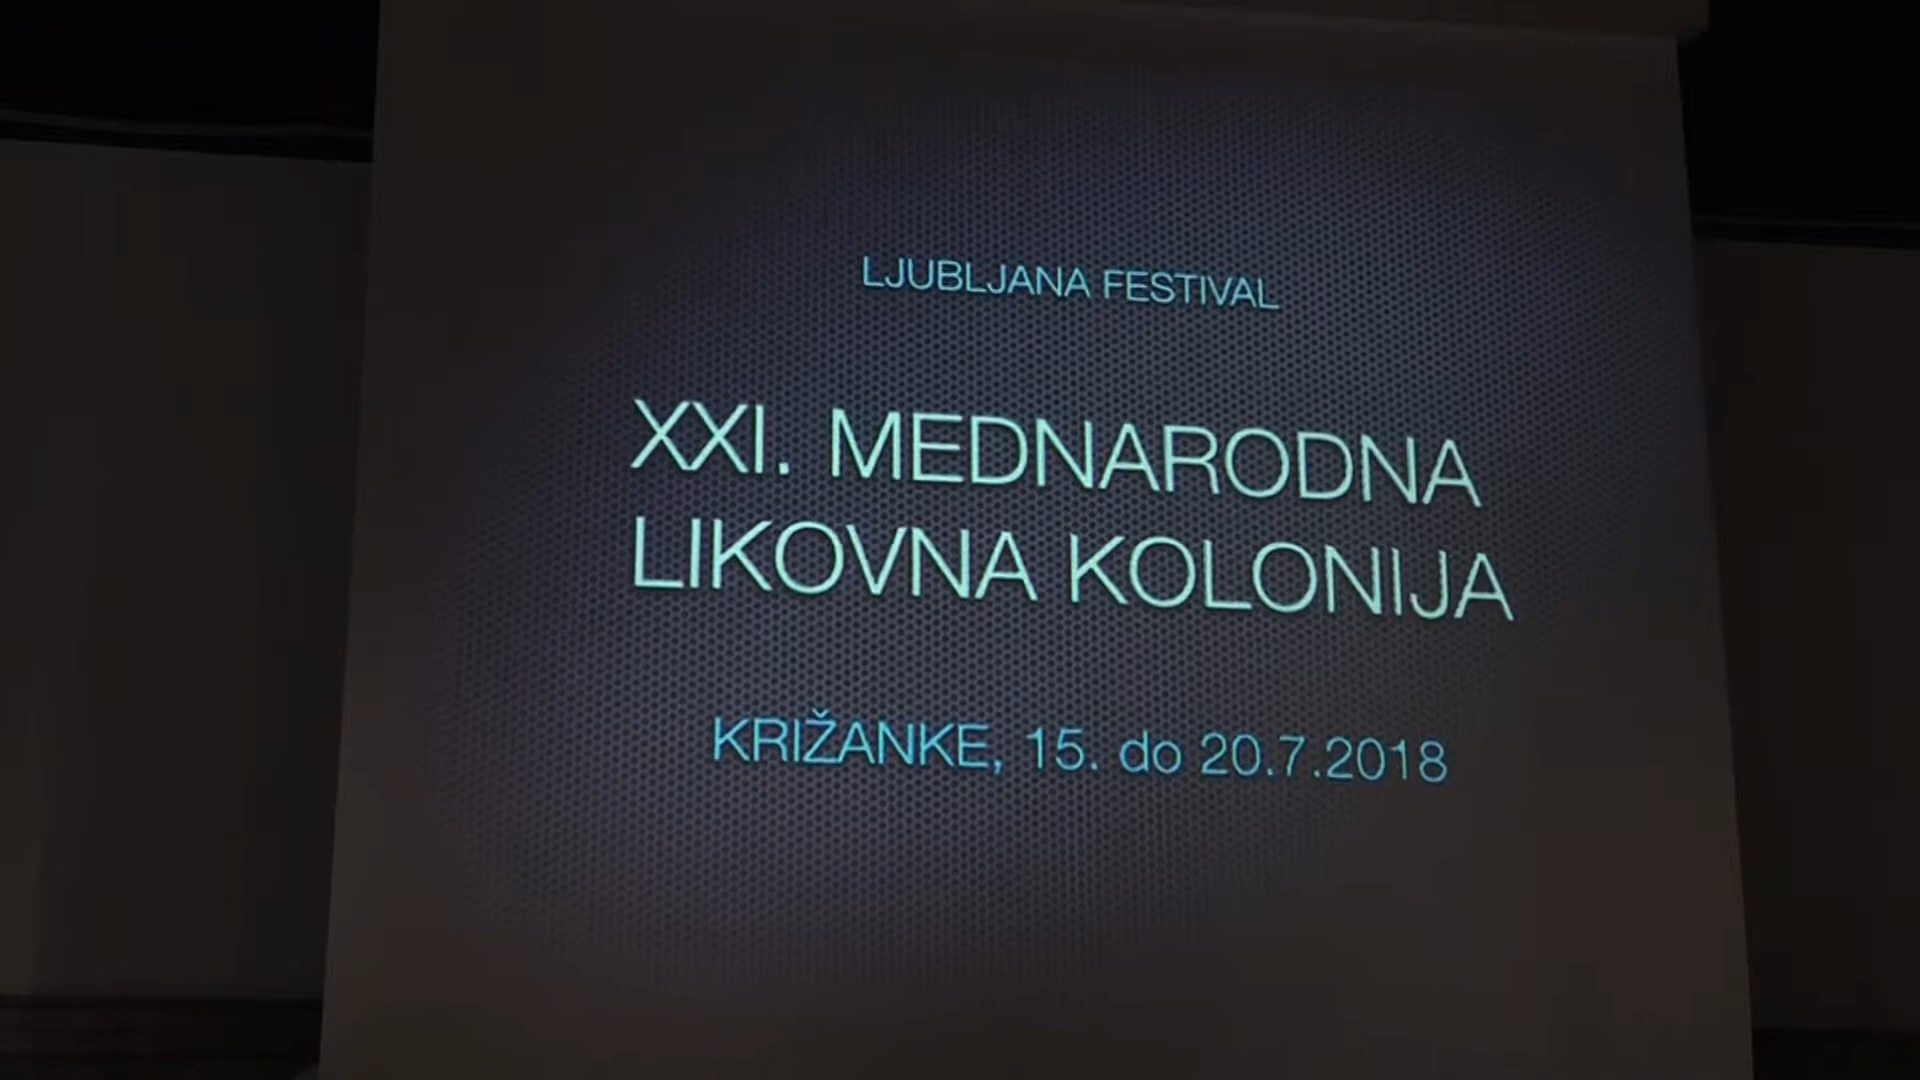 LJUBLJANA FESTIVAL
XXI. MEDNARODNA
LIKOVNA KOLONIJA
KRIŽANKE, 15. do 20.7.2018